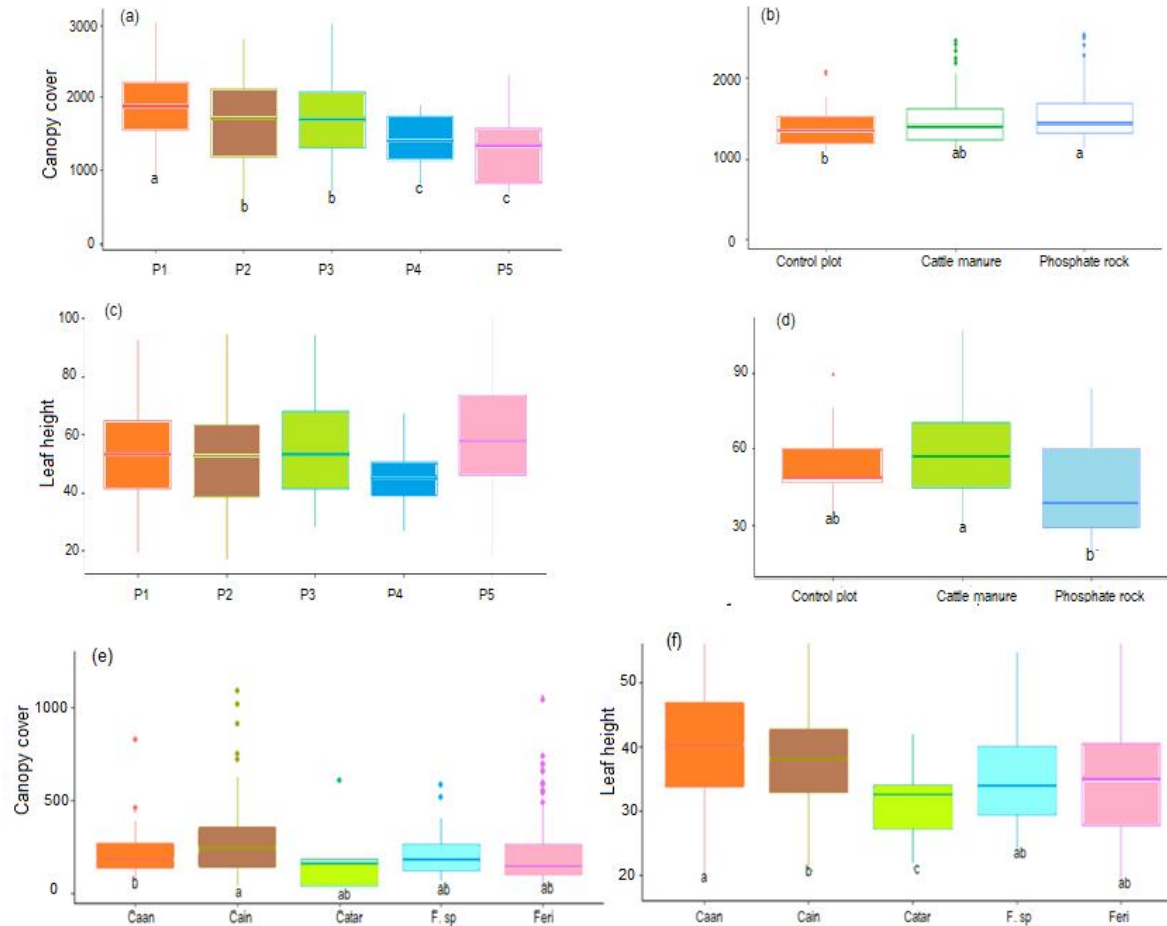 (a)
Canopy cover
3000
2000
1000
0
a
b
b
c
c
P1 P2 P3 P4 P5
(b)
2000
1000
0
b
ab
a
Control plot Cattle manure Phosphate rock
(c)
Leaf height
100
80
60
40
20
P1 P2 P3 P4 P5
(d)
90
60
30
ab
a
b
Control plot Cattle manure Phosphate rock
(e)
Canopy cover
1000
500
0
b
a
ab
ab
ab
Caan Cain Catar F. sp Feri
(f)
Leaf height
50
40
30
20
a
b
c
ab
ab
Caan Cain Catar F. sp Feri